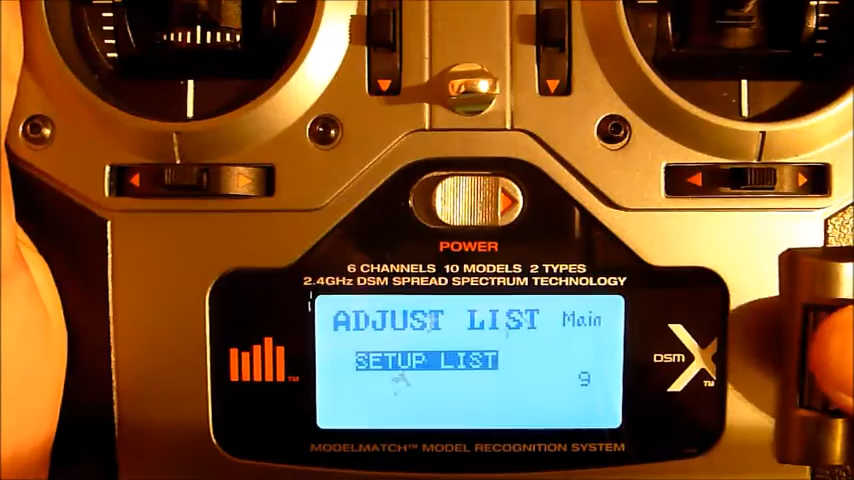 POWER
6 CHANNELS 10 MODELS 2 TYPES
2.4GHz DSM SPREAD SPECTRUM TECHNOLOGY
ADJUST LIST Main
SETUP LIST
9
TM
DSM X TM
MODELMATCH™ MODEL RECOGNITION SYSTEM